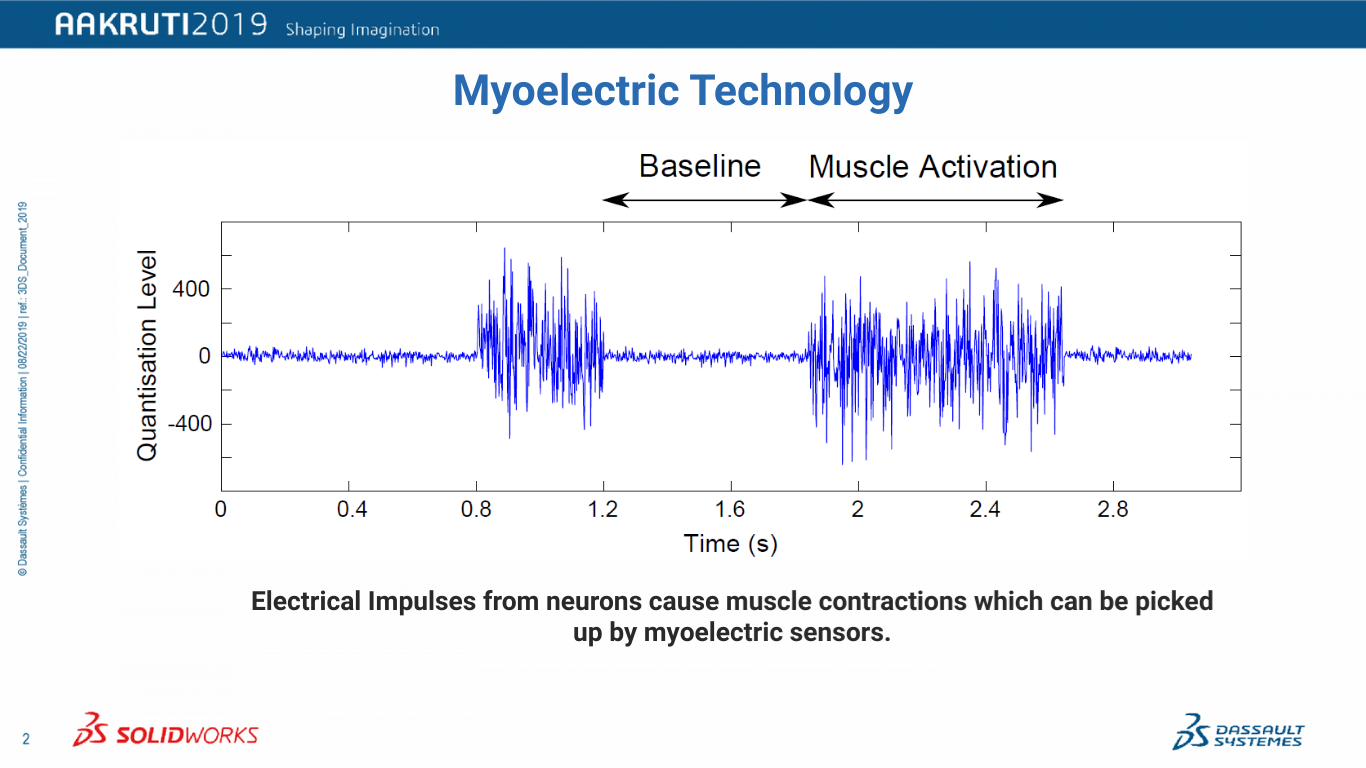 AAKRUTI2019 Shaping Imagination
Myoelectric Technology
Baseline Muscle Activation
Quantisation Level
400
0
-400
0 0.4 0.8 1.2 1.6 2 2.4 2.8
Time (s)
Electrical Impulses from neurons cause muscle contractions which can be picked
up by myoelectric sensors.
© Dassault Systèmes | Confidential Information | 08/22/2019 | ref.: 3DS_Document_2019
2
3DS SOLIDWORKS
3DS DASSAULT
SYSTEMES